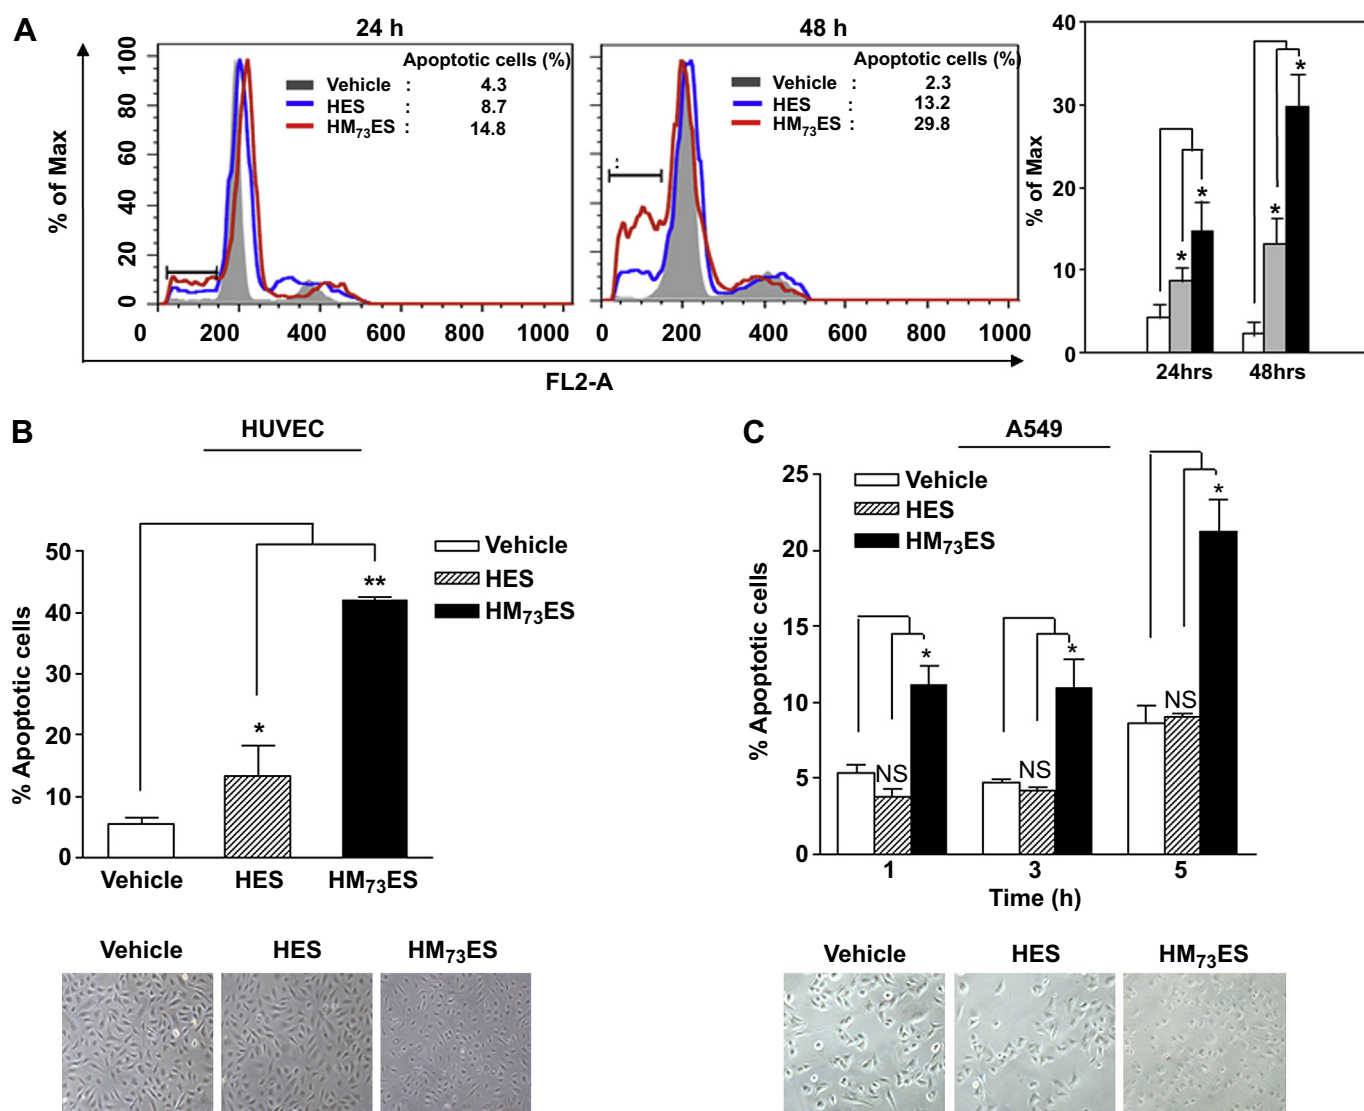 A
24 h
48 h
% of Max
100
80
60
40
20
0
Apoptotic cells (%)
Vehicle : 4.3
HES : 8.7
HM73ES : 14.8
0 200 400 600 800 1000
Apoptotic cells (%)
Vehicle : 2.3
HES : 13.2
HM73ES : 29.8
0 200 400 600 800 1000
FL2-A
% of Max
40
30
20
10
0
* * * *
24hrs 48hrs
B
HUVEC
% Apoptotic cells
50
40
30
20
10
0
* **
Vehicle HES HM73ES
Vehicle
HES
HM73ES
Vehicle HES HM73ES
C
A549
% Apoptotic cells
25
20
15
10
5
0
Vehicle
HES
HM73ES
NS * NS * NS *
1 3 5
Time (h)
Vehicle HES HM73ES